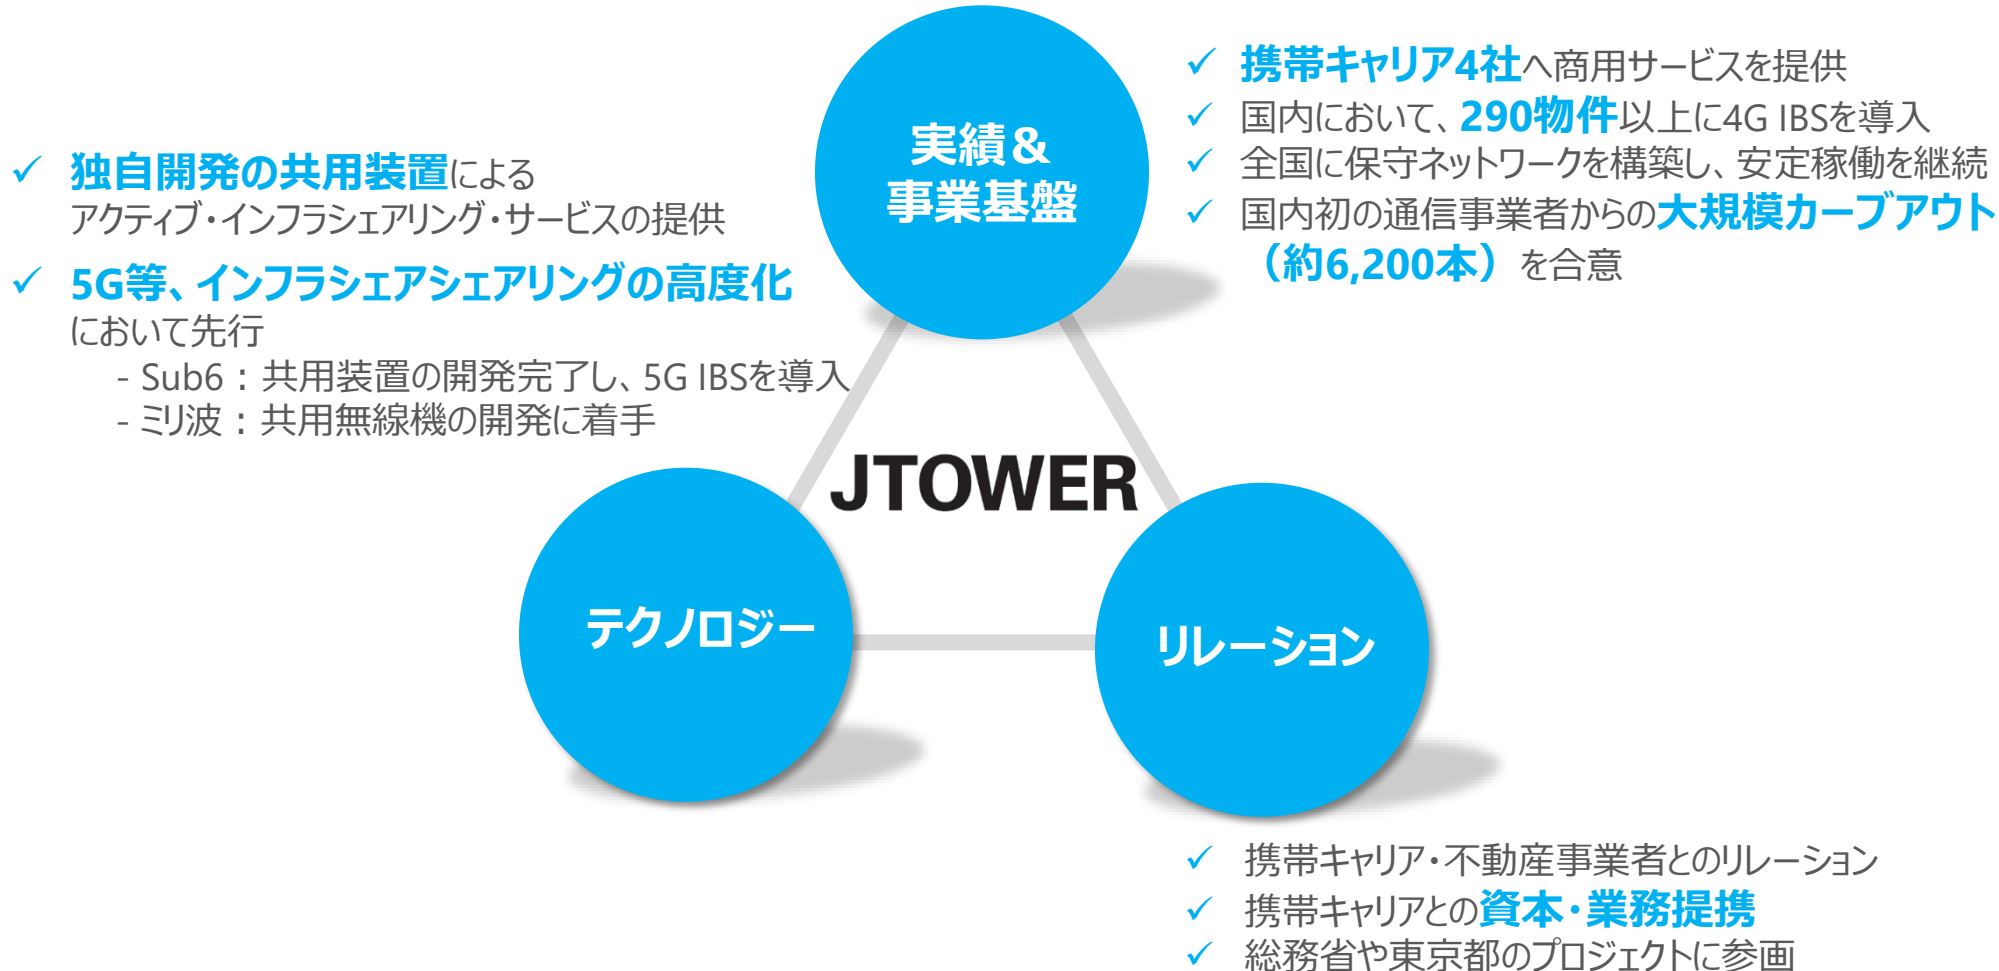 実績＆
事業基盤
✓ 携帯キャリア4社へ商用サービスを提供
✓ 国内において、290物件以上に4G IBSを導入
✓ 全国に保守ネットワークを構築し、安定稼働を継続
✓ 国内初の通信事業者からの大規模カーブアウト
（約6,200本）を合意
✓ 独自開発の共用装置による
アクティブ・インフラシェアリング・サービスの提供
✓ 5G等、インフラシェアシェアリングの高度化
において先行
- Sub6：共用装置の開発完了し、5G IBSを導入
- ミリ波：共用無線機の開発に着手
JTOWER
テクノロジー
リレーション
✓ 携帯キャリア・不動産事業者とのリレーション
✓ 携帯キャリアとの資本・業務提携
✓ 総務省や東京都のプロジェクトに参画